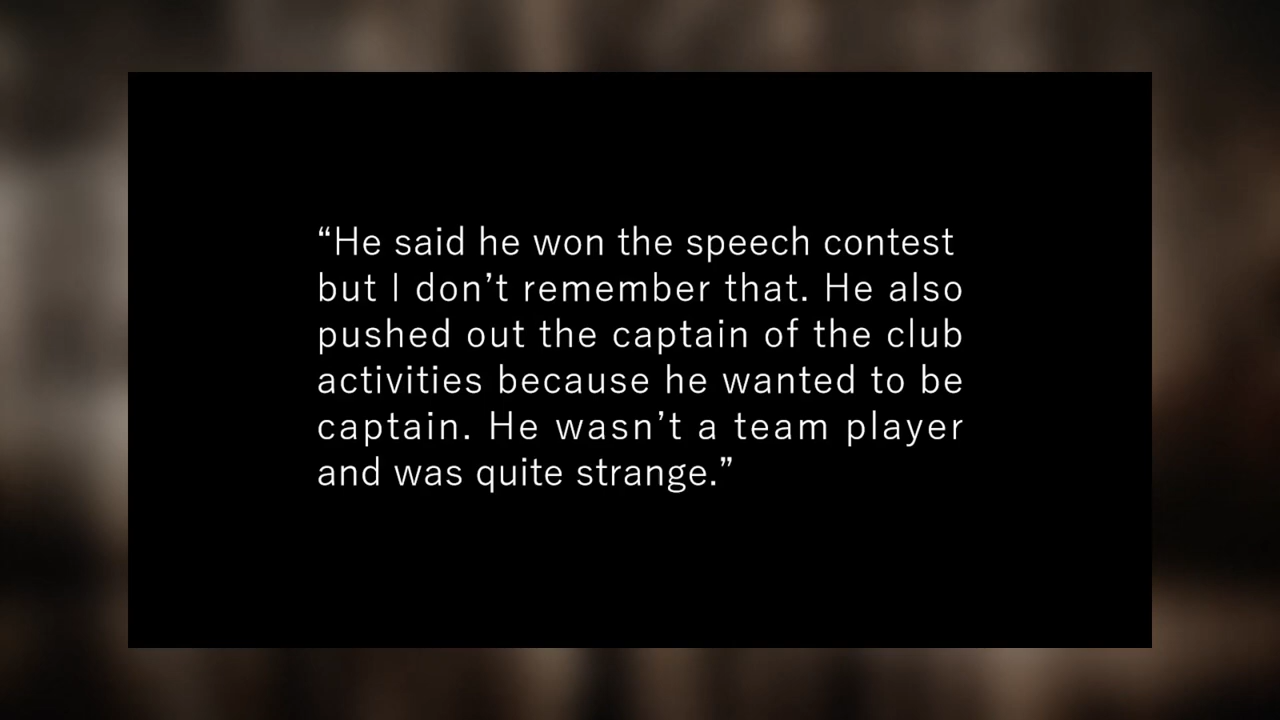 “He said he won the speech contest
but I don’t remember that. He also
pushed out the captain of the club
activities because he wanted to be
captain. He wasn’t a team player
and was quite strange.”